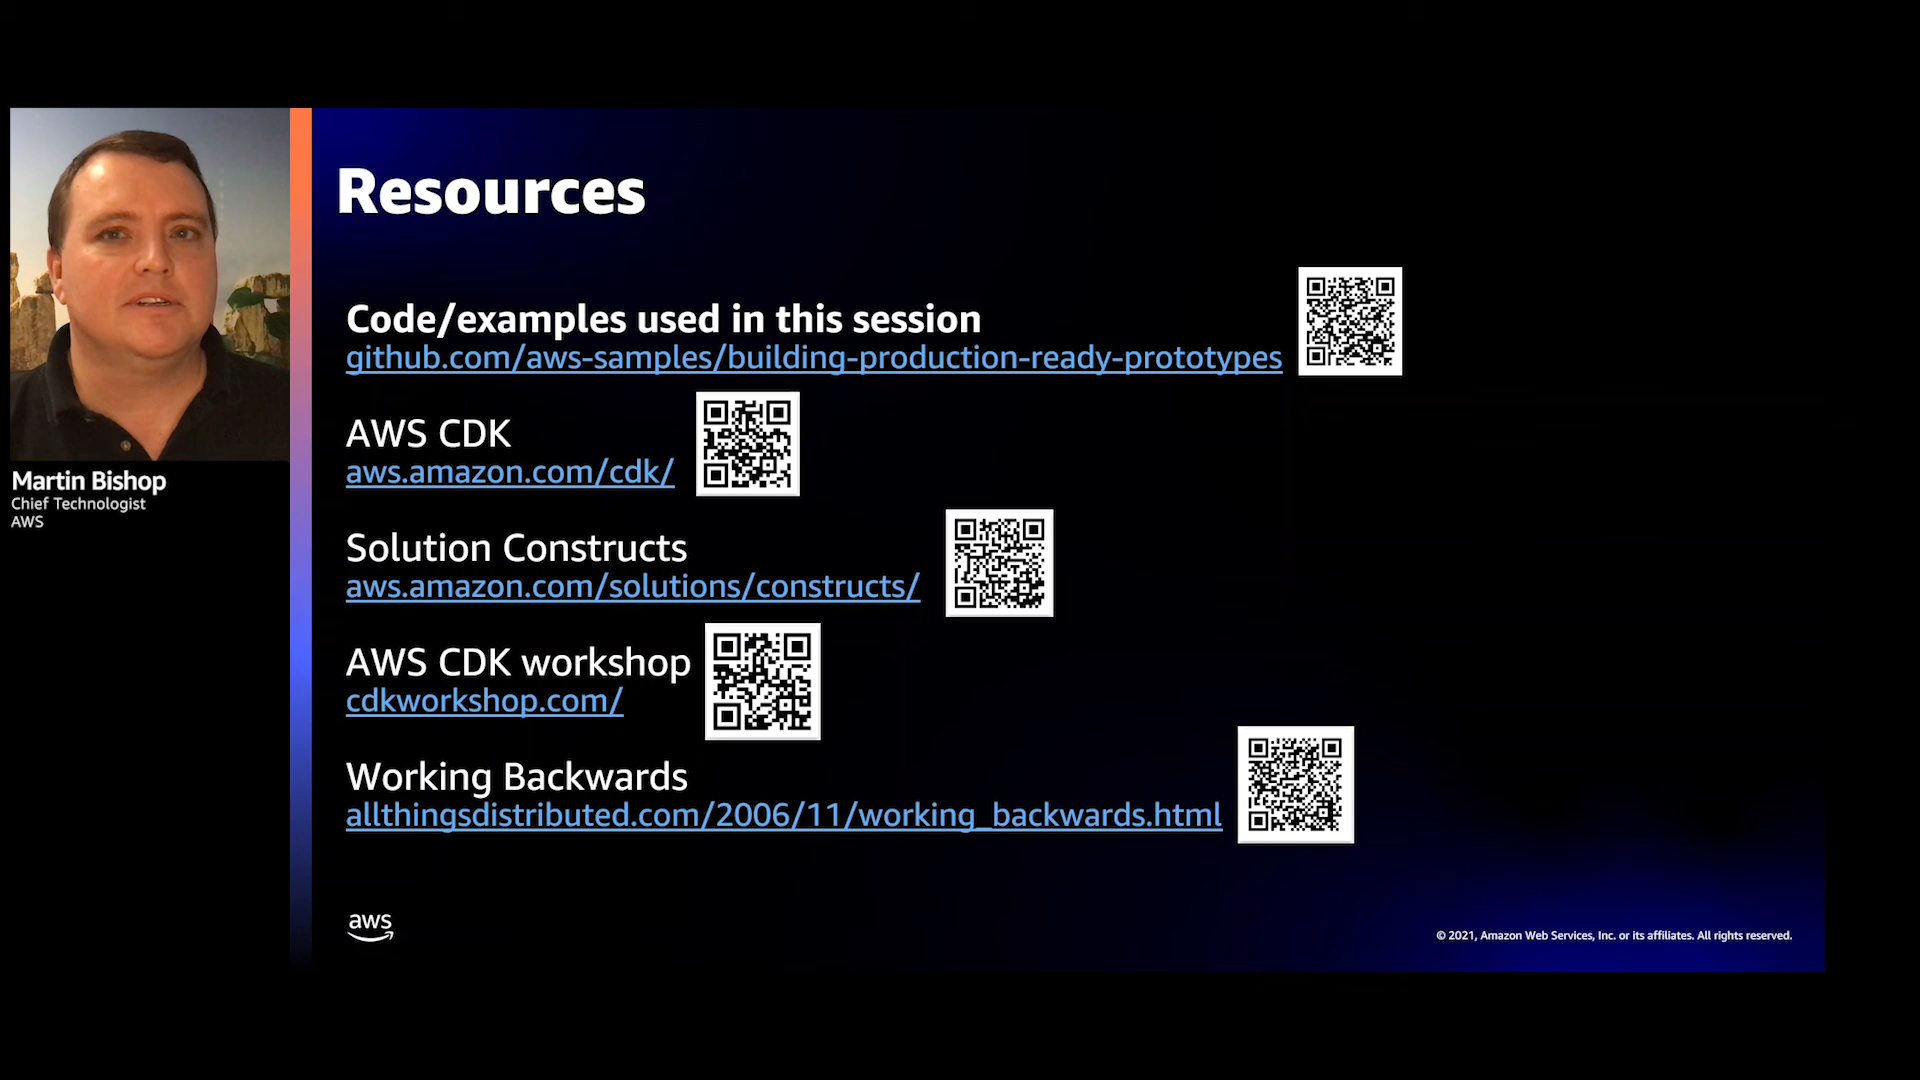 Resources
Code/examples used in this session
github.com/aws-samples/building-production-ready-prototypes
AWS CDK
aws.amazon.com/cdk/
Martin Bishop
Chief Technologist
AWS
Solution Constructs
aws.amazon.com/solutions/constructs/
AWS CDK workshop
cdkworkshop.com/
Working Backwards
allthingsdistributed.com/2006/11/working_backwards.html
aws
© 2021, Amazon Web Services, Inc. or its affiliates. All rights reserved.